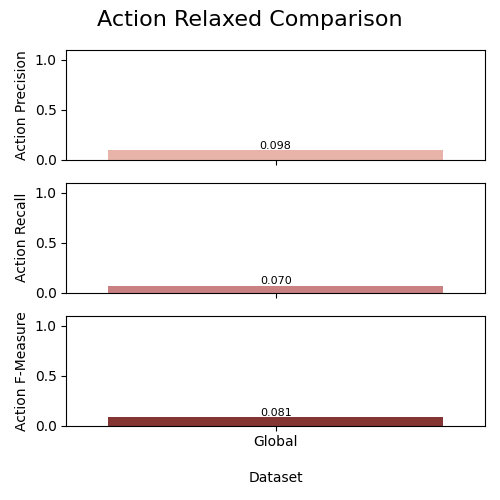 Action Relaxed Comparison
Action Precision
1.0
0.5
0.0
0.098
Action Recall
1.0
0.5
0.0
0.070
Action F-Measure
1.0
0.5
0.0
0.081
Global
Dataset